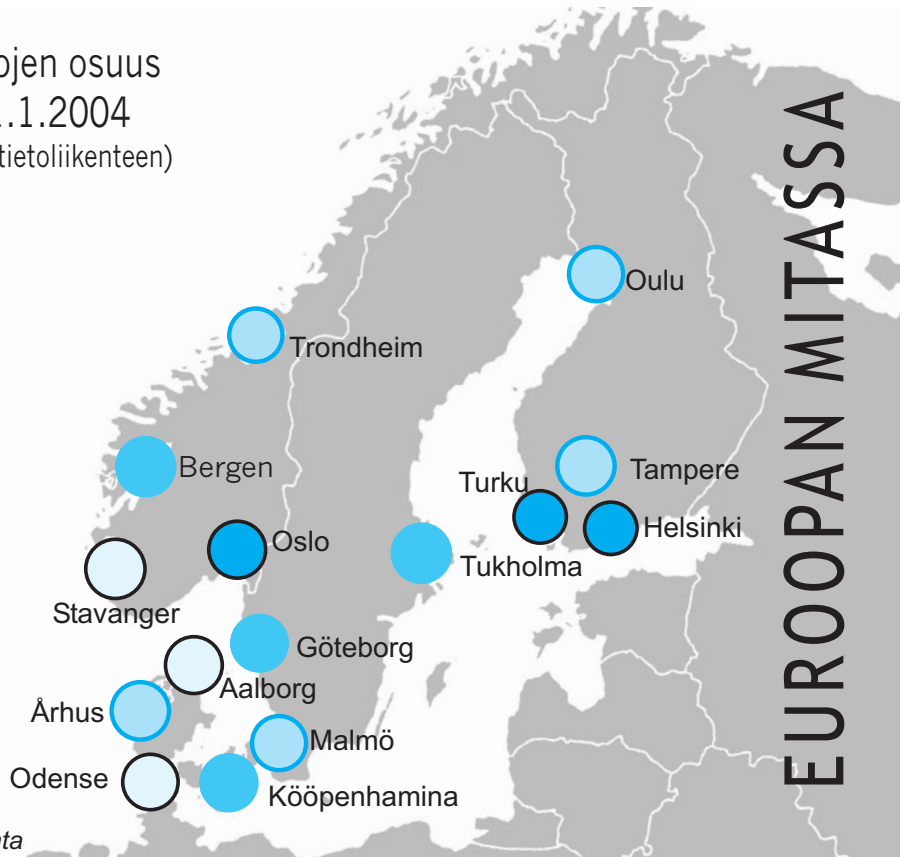 ojen osuus
.1.2004
tietoliikenteen)
EUROOPAN MITASSA
Oulu
Trondheim
Bergen
Tampere
Turku
Oslo
Helsinki
Tukholma
Stavanger
Göteborg
Aalborg
Århus
Malmö
Odense
Kööpenhamina
ta